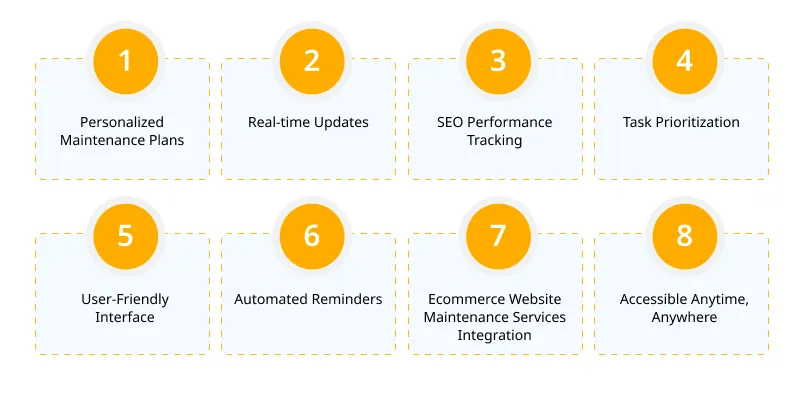 1
Personalized
Maintenance Plans
2
Real-time Updates
3
SEO Performance
Tracking
4
Task Prioritization
5
User-Friendly
Interface
6
Automated Reminders
7
Ecommerce Website
Maintenance Services
Integration
8
Accessible Anytime,
Anywhere